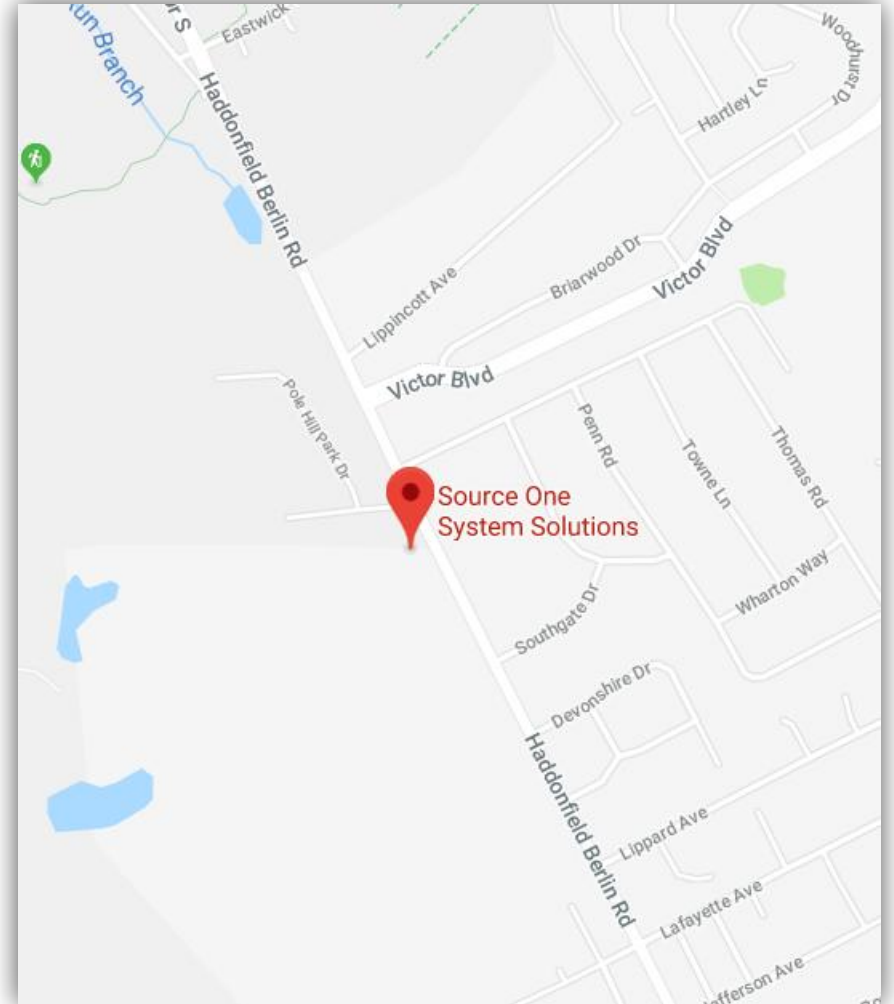 Eastwick
Branch
Haddonfield Berlin Rd
Woodhurst Dr
Hartley Ln
Lippincott Ave
Briarwood Dr
Victor Blvd
Victor Blvd
Pole Hill Park Dr
Penn Rd
Towne Ln
Thomas Rd
Source One
System Solutions
Wharton Way
Southgate Dr
Devonshire Dr
Haddonfield Berlin Rd
Lippard Ave
Lafayette Ave
efferson Ave